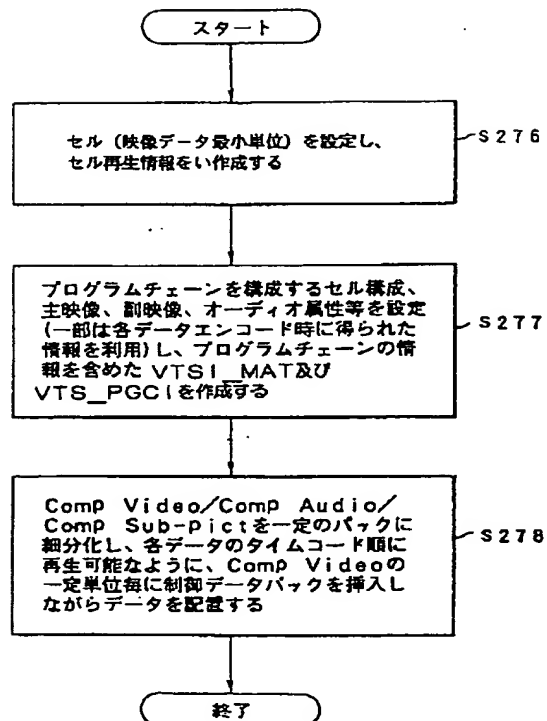 スタート
セル（映像データ最小単位）を設定し、
セル再生情報をい作成する
S276
プログラムチェーンを構成するセル構成、
主映像、副映像、オーディオ属性等を設定
(一部は各データエンコード時に得られた
情報を利用)し、プログラムチェーンの情
報を含めた VTSI_MAT及び
VTS_PGCIを作成する
S277
Comp Video/Comp Audio/
Comp Sub-pictを一定のパックに
細分化し、各データのタイムコード順に
再生可能なように、Comp Videoの
一定単位毎に制御データパックを挿入し
ながらデータを配置する
S278
終了